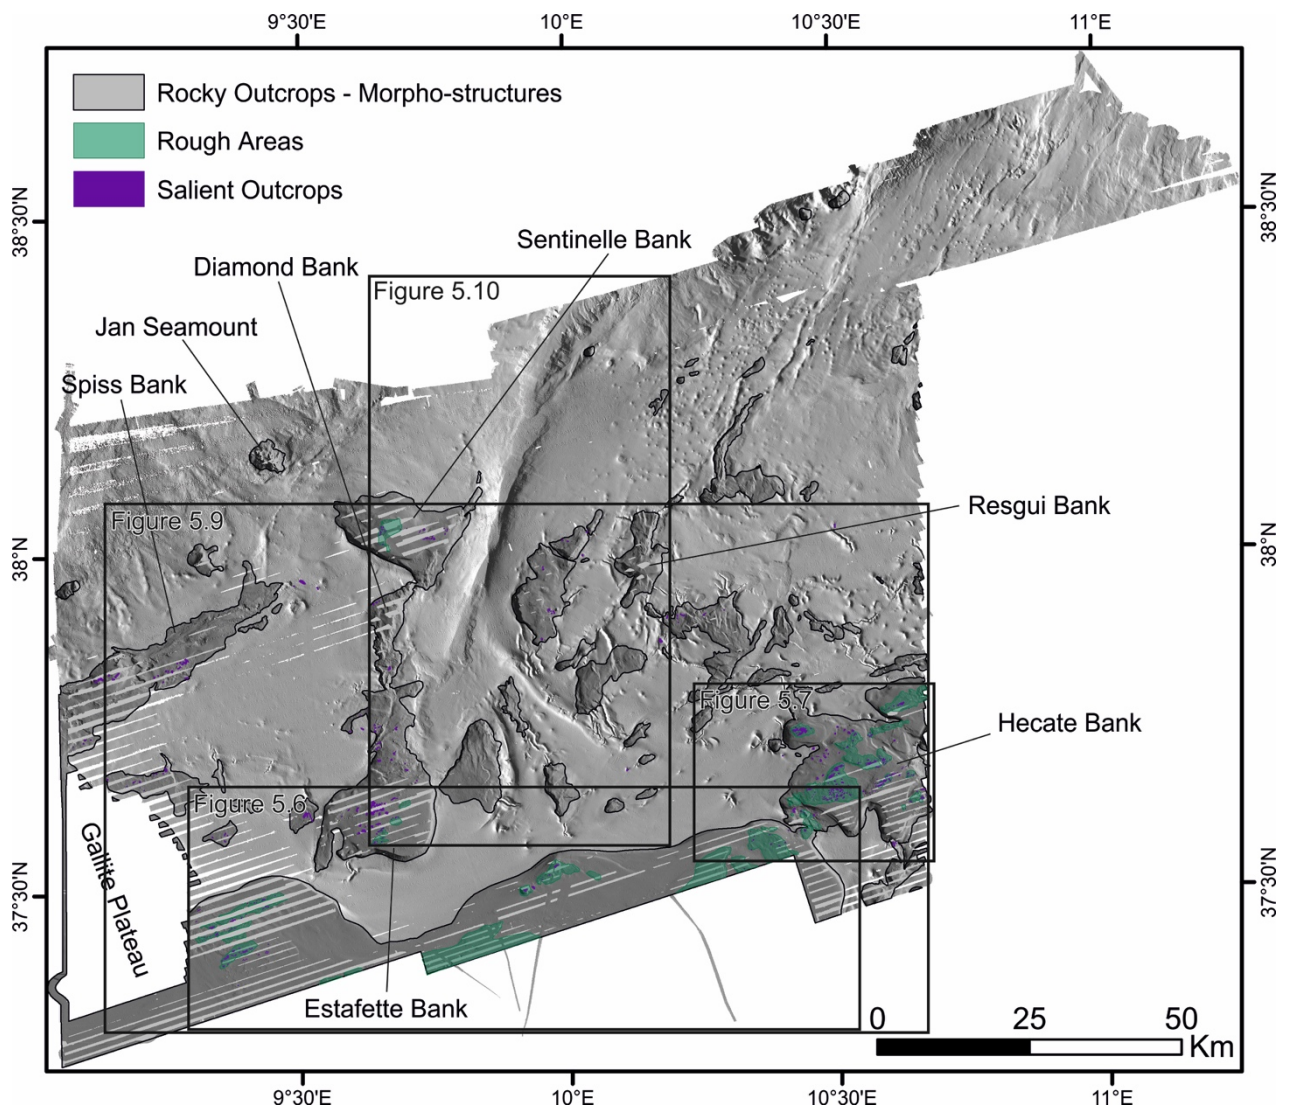 9°30'E 10°E 10°30'E 11°E
Rocky Outcrops - Morpho-structures
Rough Areas
Salient Outcrops
38°30'N
38°30'N
Sentinelle Bank
Diamond Bank
Figure 5.10
Jan Seamount
Spiss Bank
Resgui Bank
Figure 5.9
38°N
38°N
Figure 5.7
Hecate Bank
Figure 5.6
Gallite Plateau
37°30'N
37°30'N
Estafette Bank
0 25 50
Km
9°30'E 10°E 10°30'E 11°E